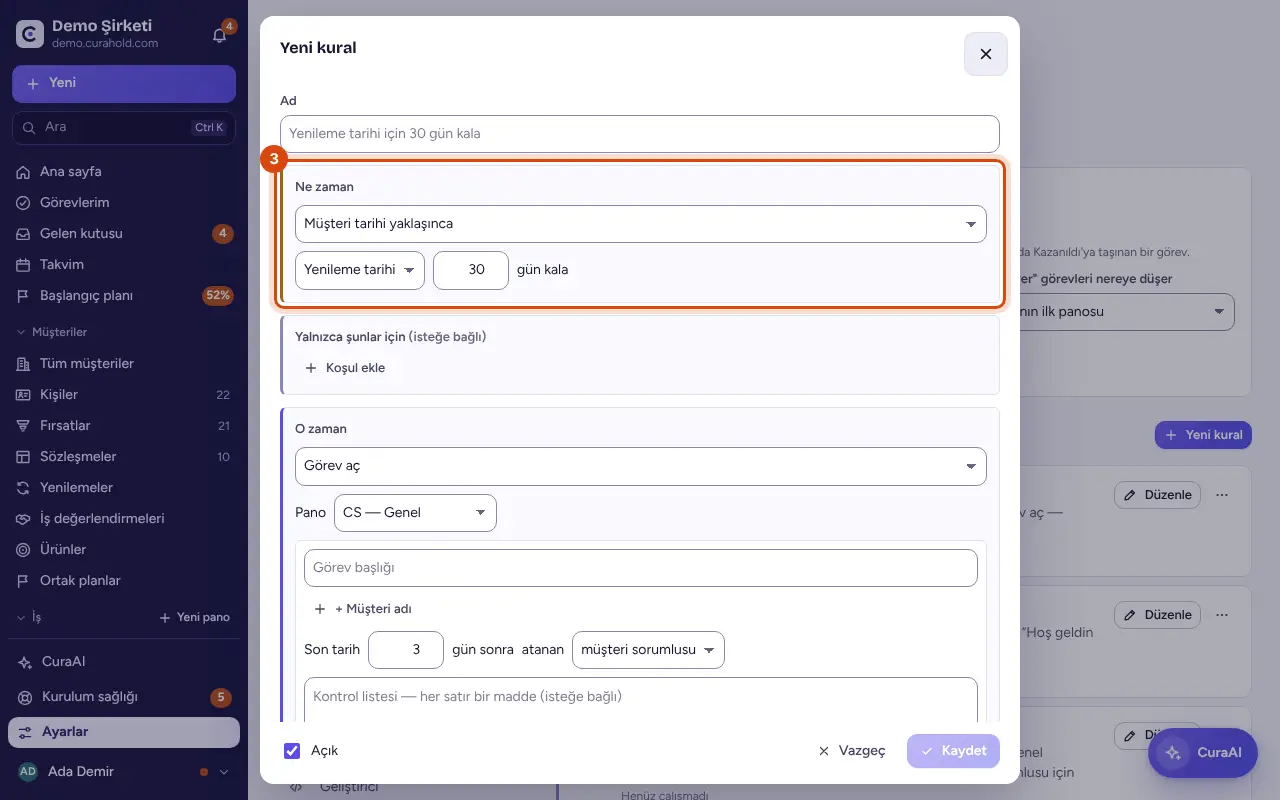 Demo Şirketi
demo.curahold.com
4
Yeni
Ara
Ctrl K
Ana sayfa
Görevlerim
Gelen kutusu
4
Takvim
Başlangıç planı
52%
Müşteriler
Tüm müşteriler
Kişiler
22
Fırsatlar
21
Sözleşmeler
10
Yenilemeler
İş değerlendirmeleri
Ürünler
Ortak planlar
İş
Yeni pano
CuraAI
Kurulum sağlığı
5
Ayarlar
AD
Ada Demir
Yeni kural
Ad
Yenileme tarihi için 30 gün kala
3
Ne zaman
Müşteri tarihi yaklaşınca
Yenileme tarihi
30
gün kala
Yalnızca şunlar için (isteğe bağlı)
Koşul ekle
O zaman
Görev aç
Pano
CS — Genel
Görev başlığı
+ Müşteri adı
Son tarih
3
gün sonra
atanan
müşteri sorumlusu
Kontrol listesi — her satır bir madde (isteğe bağlı)
Açık
Vazgeç
Kaydet
Geliştirici
da Kazanıldı'ya taşınan bir görev.
er" görevleri nereye düşer
nın ilk panosu
Yeni kural
Düzenle
v aç —
Düzenle
"Hoş geldin
enel
lusu için
CuraAI
Henüz çalışmadı